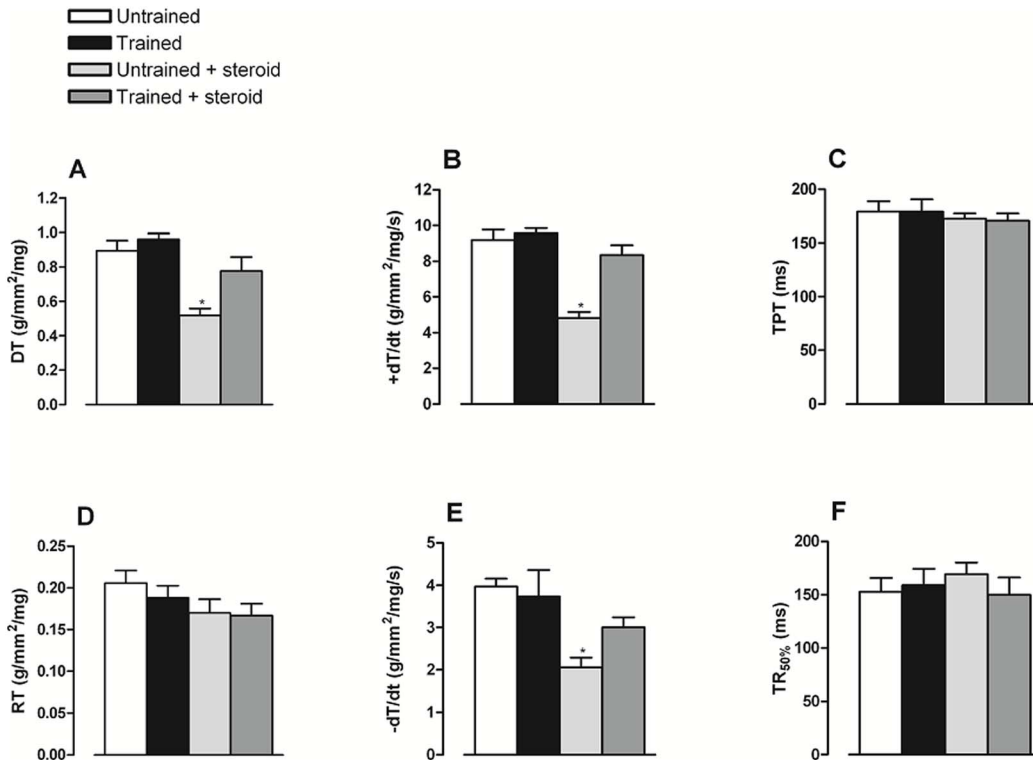 Untrained
Trained
Untrained + steroid
Trained + steroid
A
DT (g/mm²/mg)
1.2
1.0
0.8
0.6
0.4
0.2
0.0
*
B
+dT/dt (g/mm²/mg/s)
12
10
8
6
4
2
0
*
C
TPT (ms)
200
150
100
50
0
D
RT (g/mm²/mg)
0.25
0.20
0.15
0.10
0.05
0.00
E
-dT/dt (g/mm²/mg/s)
5
4
3
2
1
0
*
F
TR50% (ms)
200
150
100
50
0